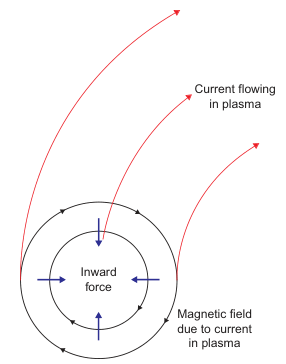 Current flowing
in plasma
Inward
force
Magnetic field
due to current
in plasma